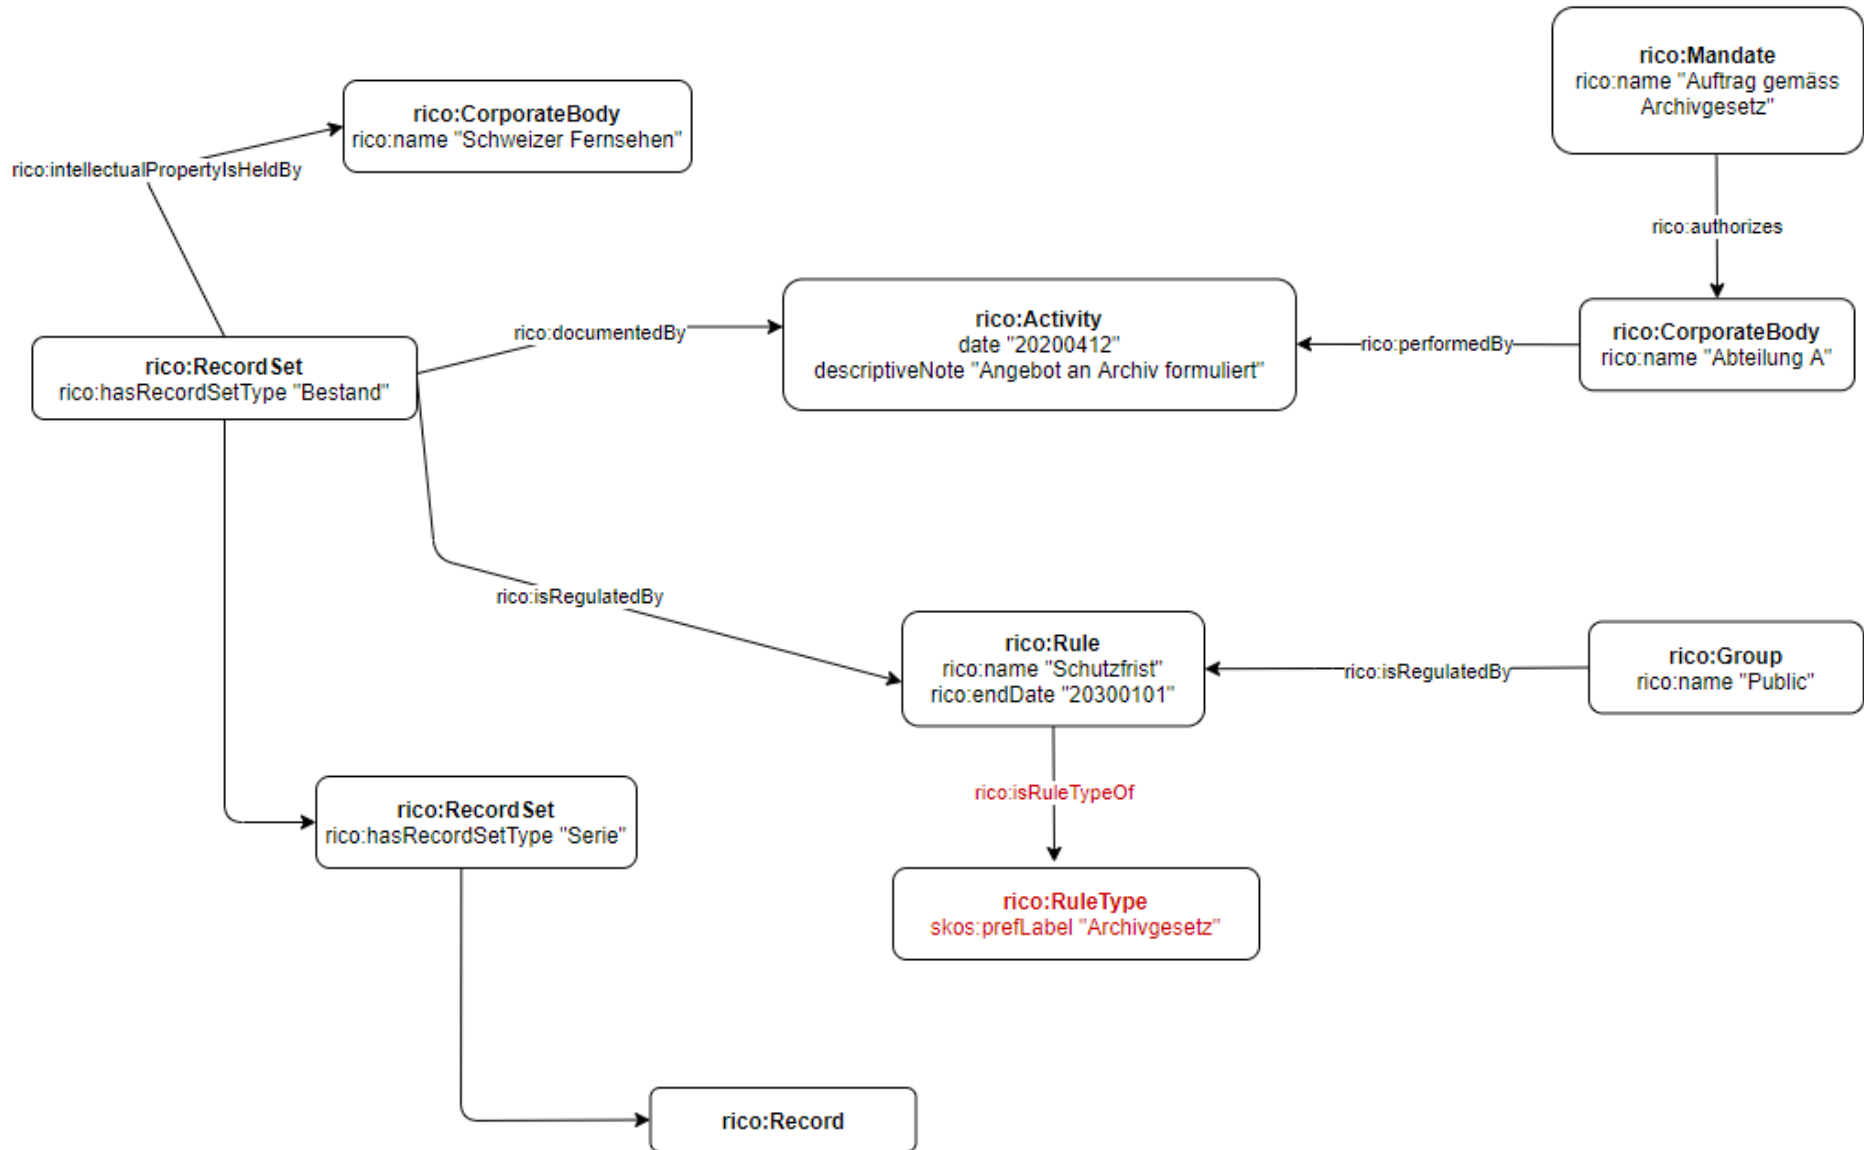 rico:Mandate
rico:name "Auftrag gemäss
Archivgesetz"
rico:CorporateBody
rico:name "Schweizer Fernsehen"
rico:intellectualPropertyIsHeldBy
rico:authorizes
rico:Activity
date "20200412"
descriptiveNote "Angebot an Archiv formuliert"
rico:documentedBy
rico:performedBy
rico:CorporateBody
rico:name "Abteilung A"
rico:RecordSet
rico:hasRecordSetType "Bestand"
rico:isRegulatedBy
rico:Rule
rico:name "Schutzfrist"
rico:endDate "20300101"
rico:isRegulatedBy
rico:Group
rico:name "Public"
rico:isRuleTypeOf
rico:RecordSet
rico:hasRecordSetType "Serie"
rico:RuleType
skos:prefLabel "Archivgesetz"
rico:Record